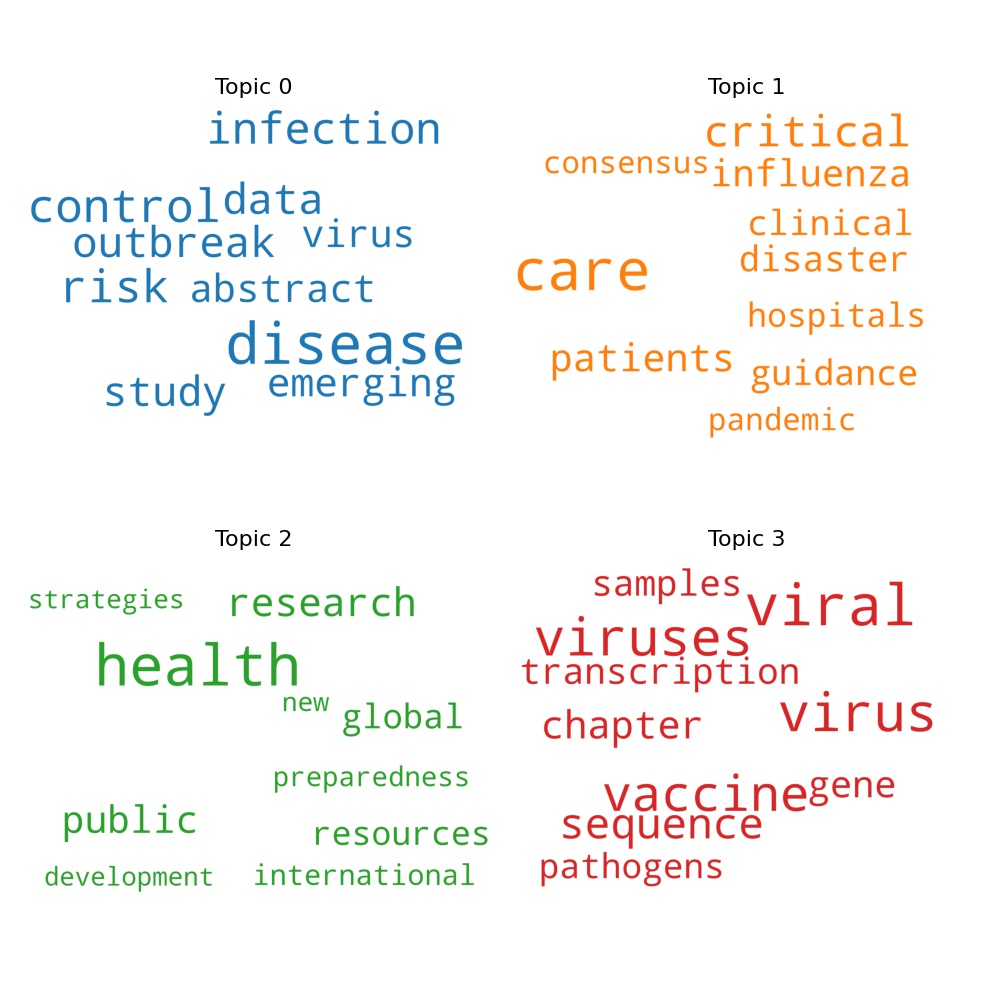 Topic 0
infection
control data
outbreak virus
risk abstract
disease
study emerging
Topic 1
critical
consensus influenza
clinical
care disaster
hospitals
patients guidance
pandemic
Topic 2
strategies research
health
new global
preparedness
public resources
development international
Topic 3
samples viral
viruses
transcription
chapter virus
vaccine gene
sequence
pathogens